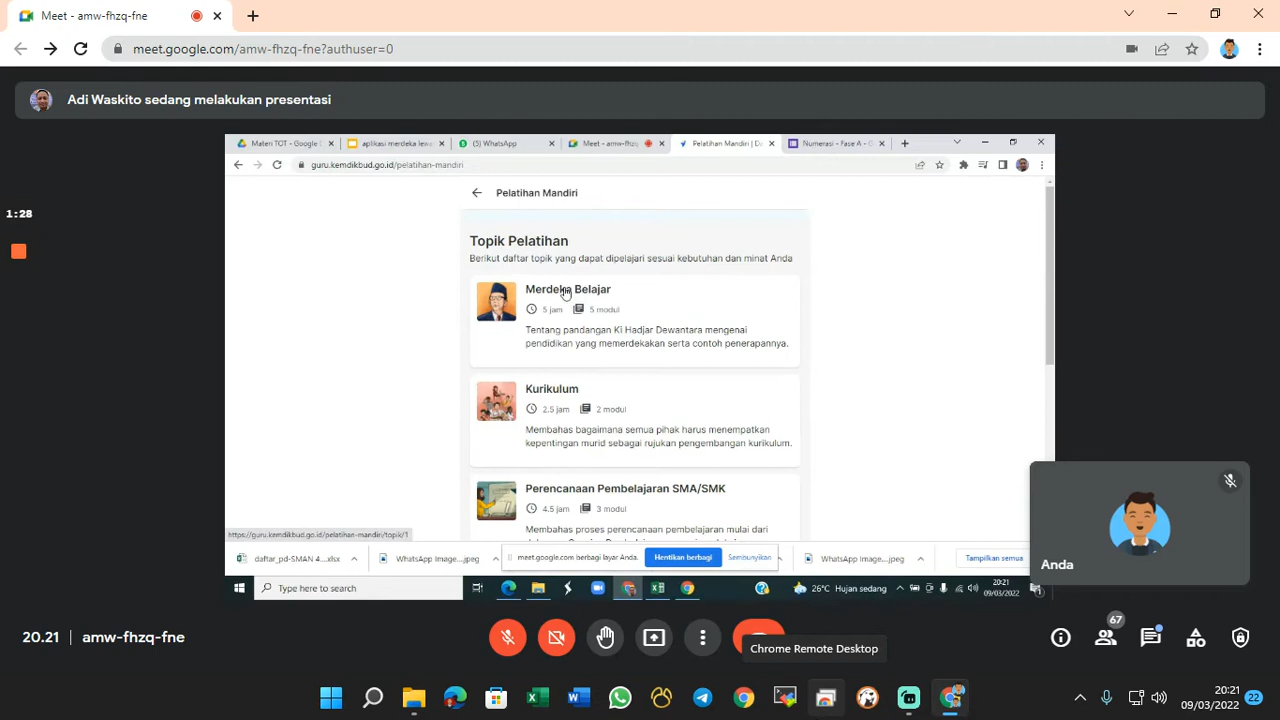 Meet - amw-fhzq-fne
meet.google.com/amw-fhzq-fne?authuser=0
Adi Waskito sedang melakukan presentasi
Materi TOT - Google D
aplikasi merdeka lewa
(5) WhatsApp
Meet - amw-fhzq
Pelatihan Mandiri | Da
Numerasi - Fase A - G
guru.kemdikbud.go.id/pelatihan-mandiri
Pelatihan Mandiri
1:28
Topik Pelatihan
Berikut daftar topik yang dapat dipelajari sesuai kebutuhan dan minat Anda
Merdeka Belajar
5 jam 5 modul
Tentang pandangan Ki Hadjar Dewantara mengenai
pendidikan yang memerdekakan serta contoh penerapannya.
Kurikulum
2.5 jam 2 modul
Membahas bagaimana semua pihak harus menempatkan
kepentingan murid sebagai rujukan pengembangan kurikulum.
Perencanaan Pembelajaran SMA/SMK
4.5 jam 3 modul
Membahas proses perencanaan pembelajaran mulai dari
https://guru.kemdikbud.go.id/pelatihan-mandiri/topik/1
daftar_pd-SMAN 4....xlsx
WhatsApp Image....jpeg
meet.google.com berbagi layar Anda.
Hentikan berbagi
Sembunyikan
WhatsApp Image....jpeg
Tampilkan semua
Anda
Type here to search
26°C Hujan sedang
20:21
09/03/2022
1
20.21
amw-fhzq-fne
Chrome Remote Desktop
67
20:21
09/03/2022
22